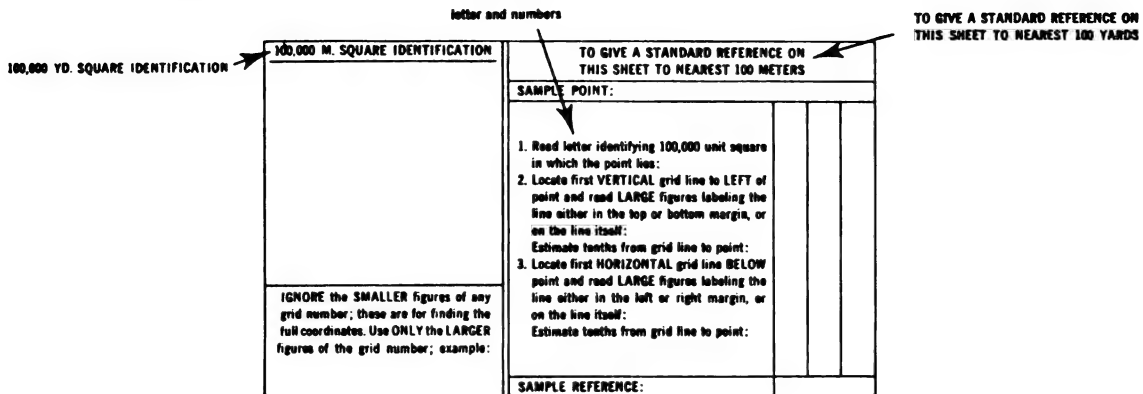 letter and numbers
TO GIVE A STANDARD REFERENCE ON
THIS SHEET TO NEAREST 100 YARDS
100,000 YD. SQUARE IDENTIFICATION
100,000 M. SQUARE IDENTIFICATION
TO GIVE A STANDARD REFERENCE ON
THIS SHEET TO NEAREST 100 METERS
SAMPLE POINT:
1. Read letter identifying 100,000 unit square
in which the point lies:
2. Locate first VERTICAL grid line to LEFT of
point and read LARGE figures labeling the
line either in the top or bottom margin, or
on the line itself:
Estimate tenths from grid line to point:
3. Locate first HORIZONTAL grid line BELOW
point and read LARGE figures labeling the
line either in the left or right margin, or
on the line itself:
Estimate tenths from grid line to point:
IGNORE the SMALLER figures of any
grid number; these are for finding the
full coordinates. Use ONLY the LARGER
figures of the grid number; example:
SAMPLE REFERENCE: